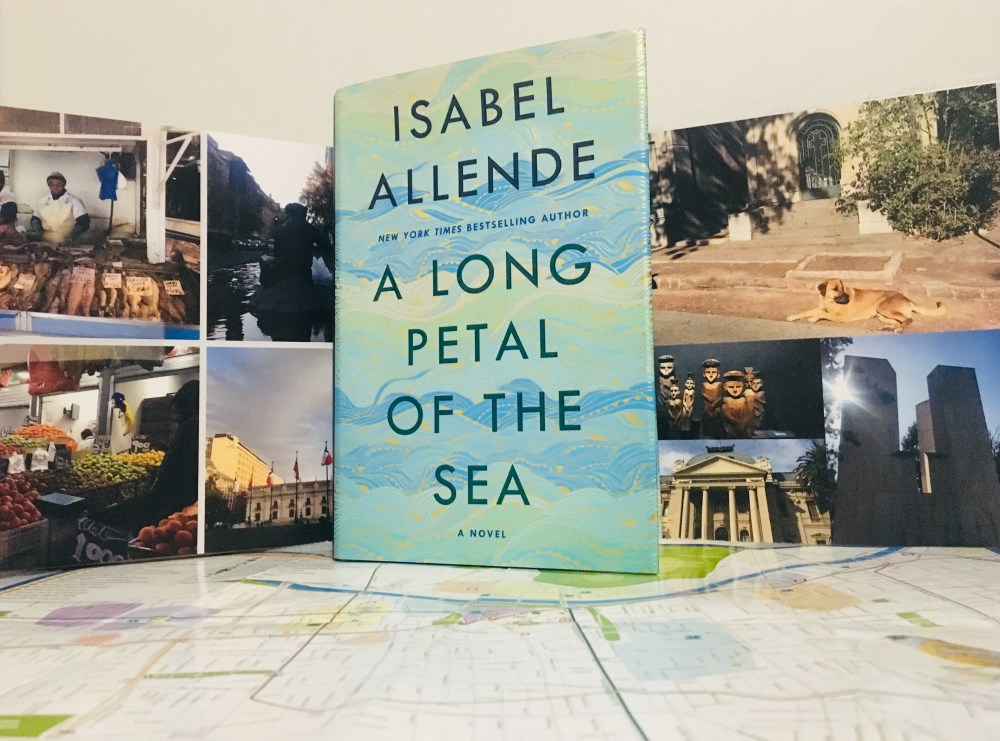 ISABEL
ALLENDE
NEW YORK TIMES BESTSELLING AUTHOR
A LONG
PETAL
OF THE
SEA
A NOVEL